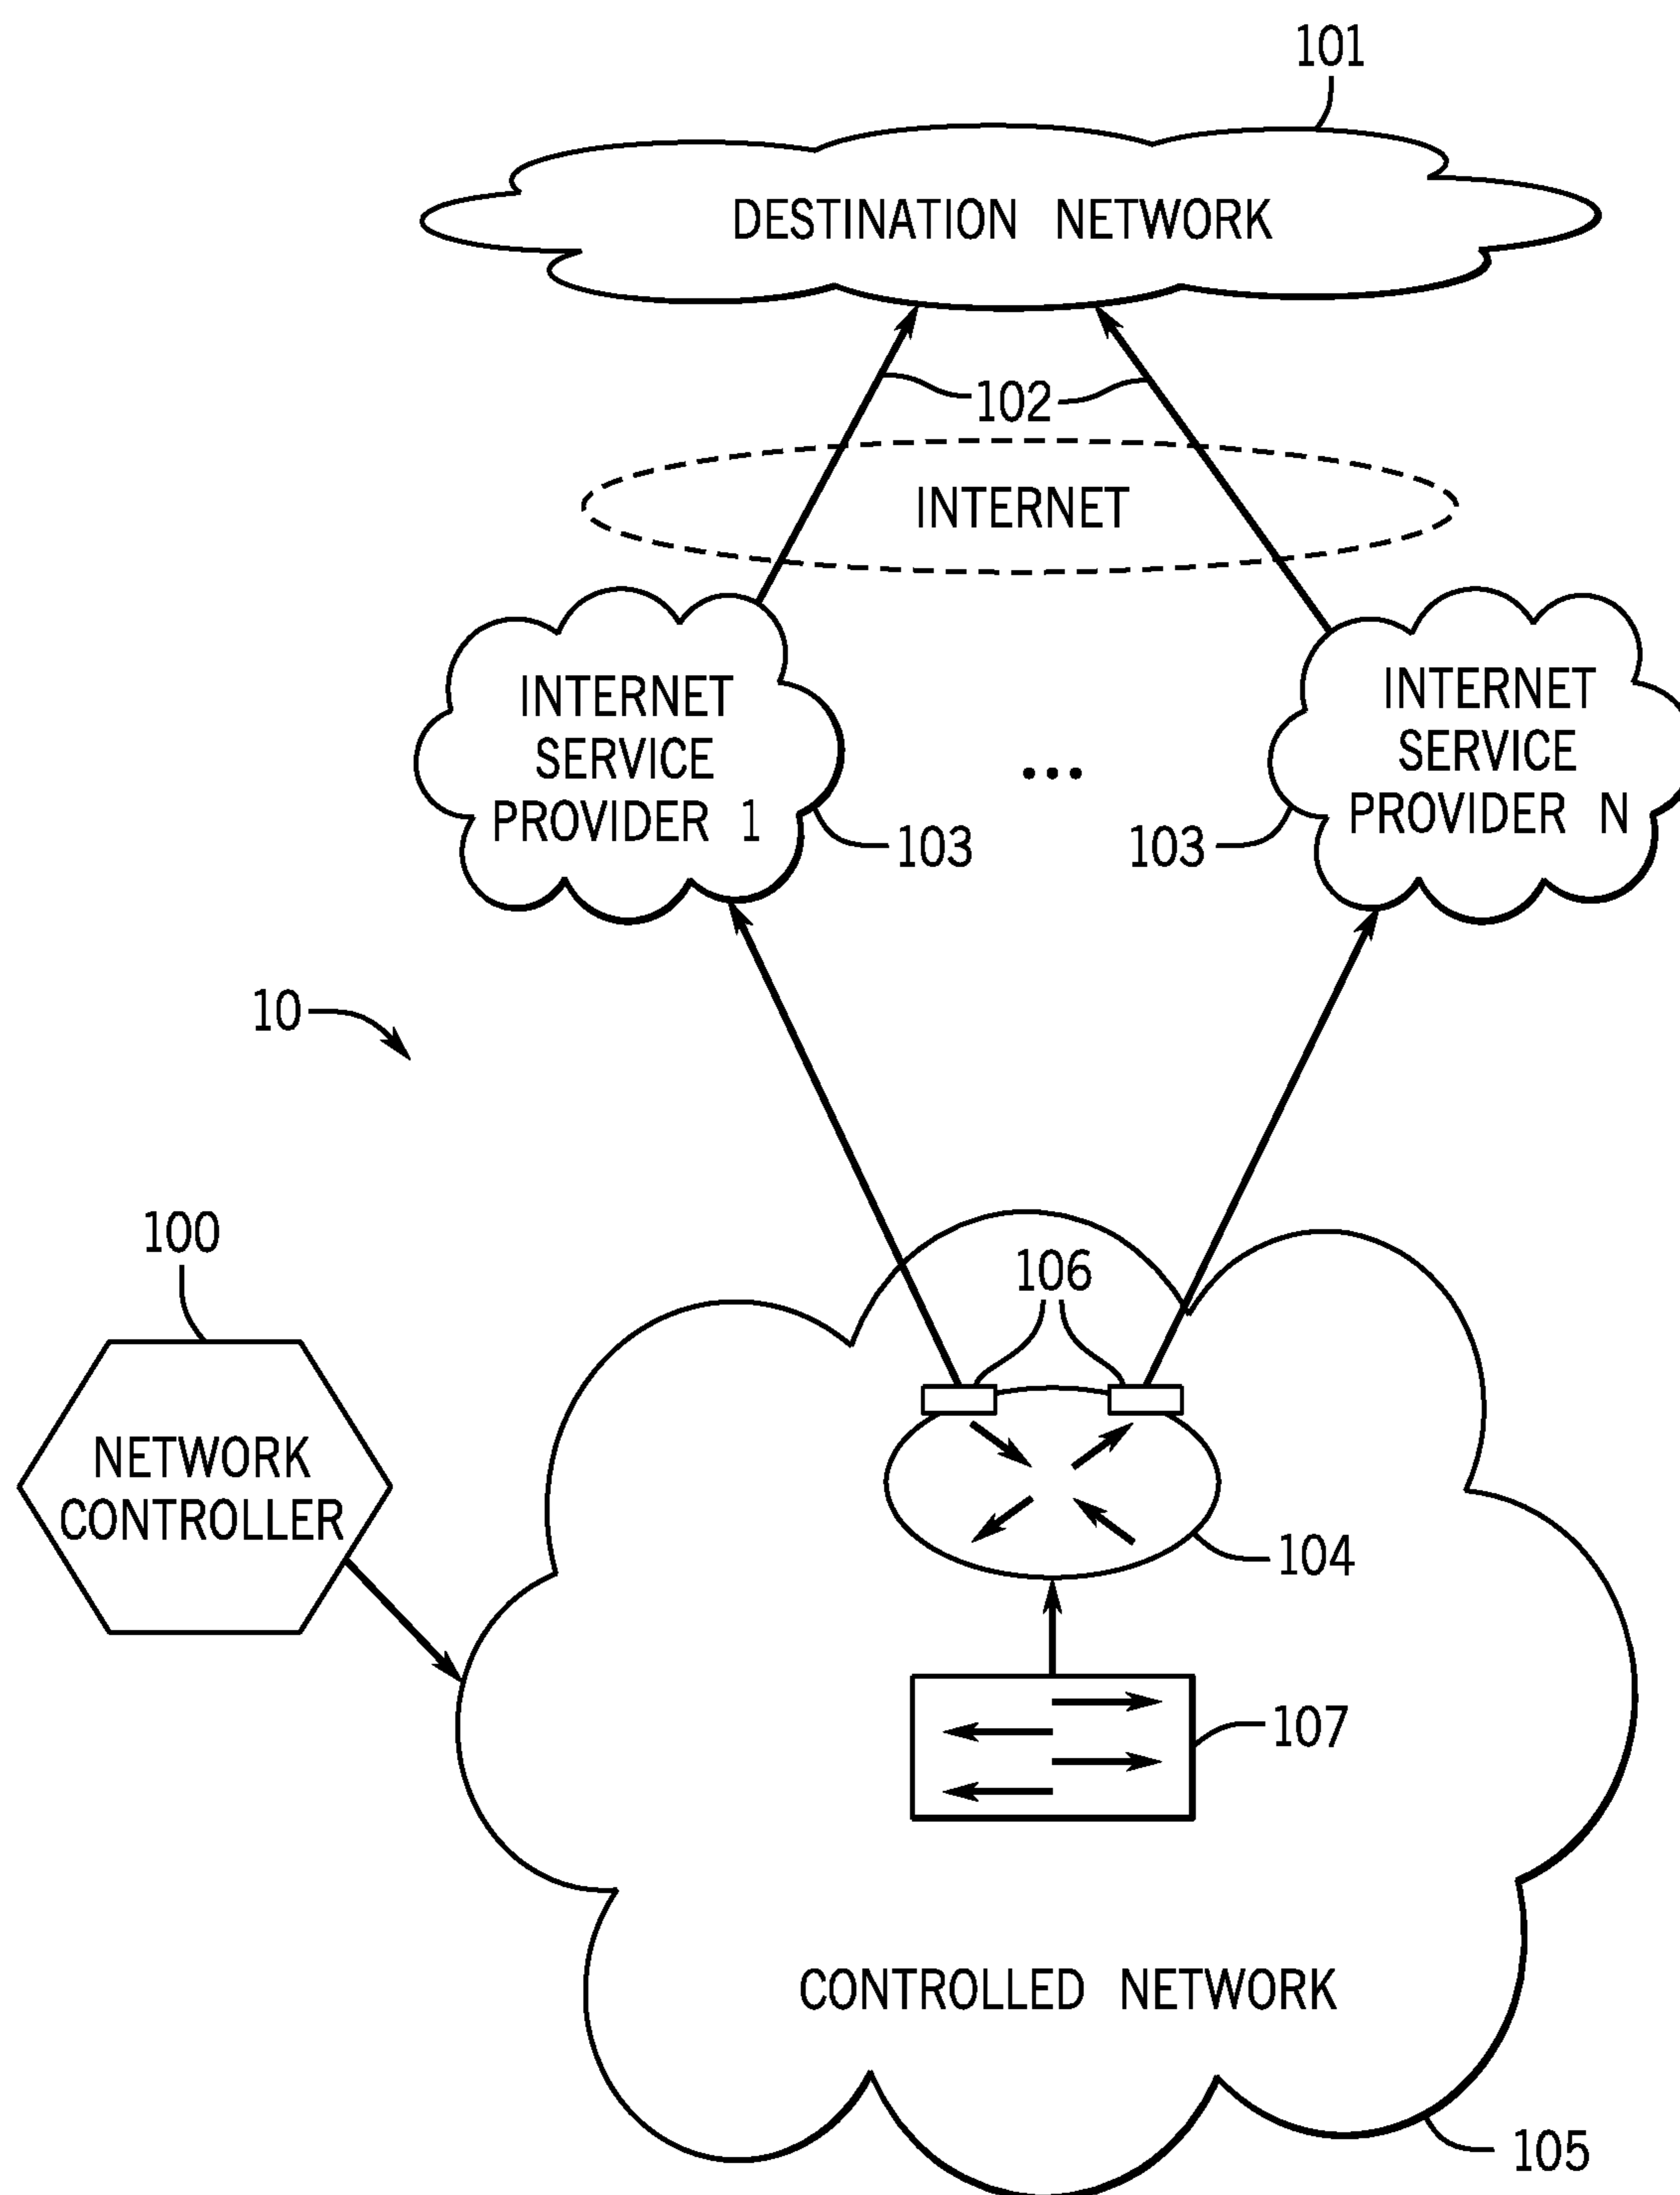 101
DESTINATION NETWORK
102
INTERNET
INTERNET
SERVICE
PROVIDER 1
103
...
103
INTERNET
SERVICE
PROVIDER N
10
100
106
NETWORK
CONTROLLER
104
107
CONTROLLED NETWORK
105